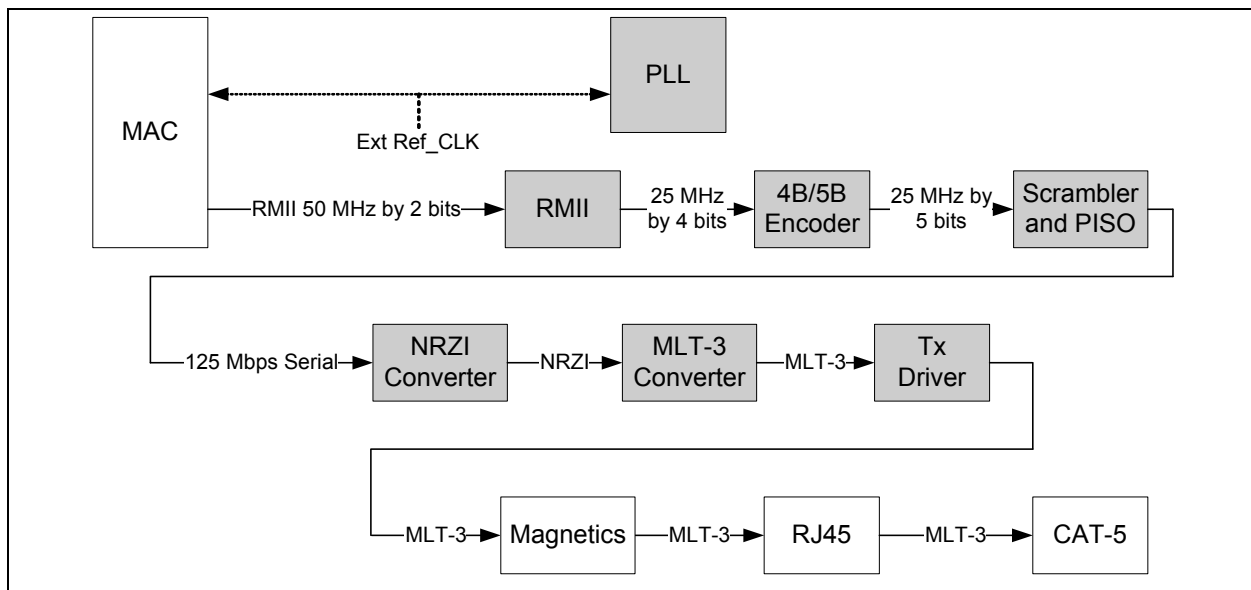 MAC
PLL
Ext Ref_CLK
RMII 50 MHz by 2 bits
RMII
25 MHz
by 4 bits
4B/5B
Encoder
25 MHz by
5 bits
Scrambler
and PISO
125 Mbps Serial
NRZI
Converter
NRZI
MLT-3
Converter
MLT-3
Tx
Driver
MLT-3
Magnetics
MLT-3
RJ45
MLT-3
CAT-5